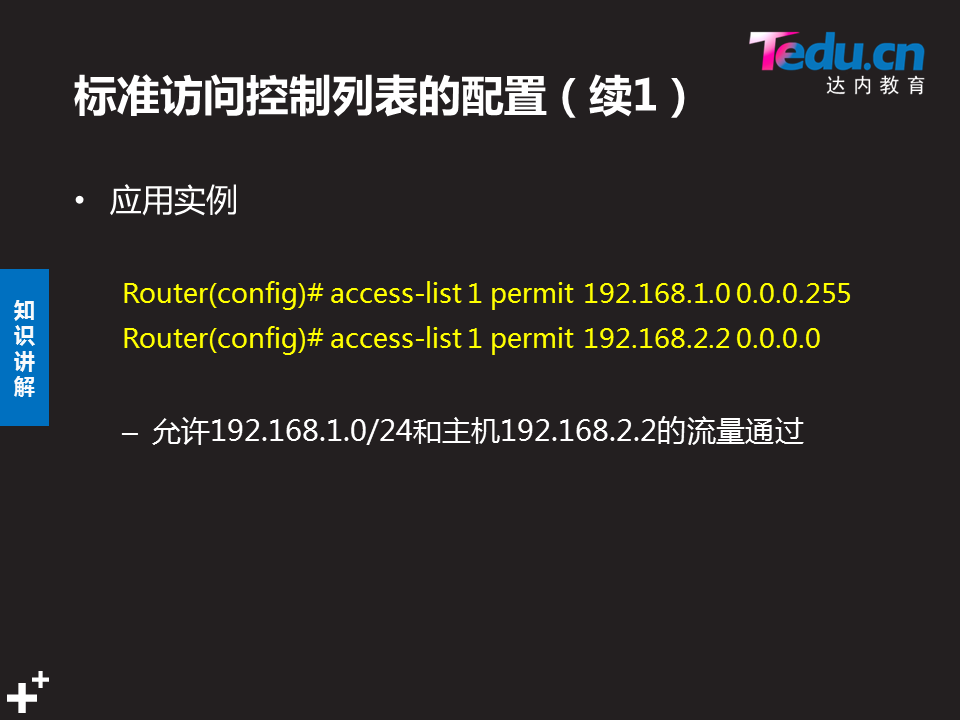 Tedu.cn
达内教育
标准访问控制列表的配置（续1）
• 应用实例
Router(config)# access-list 1 permit 192.168.1.0 0.0.0.255
Router(config)# access-list 1 permit 192.168.2.2 0.0.0.0
知识讲解
– 允许192.168.1.0/24和主机192.168.2.2的流量通过